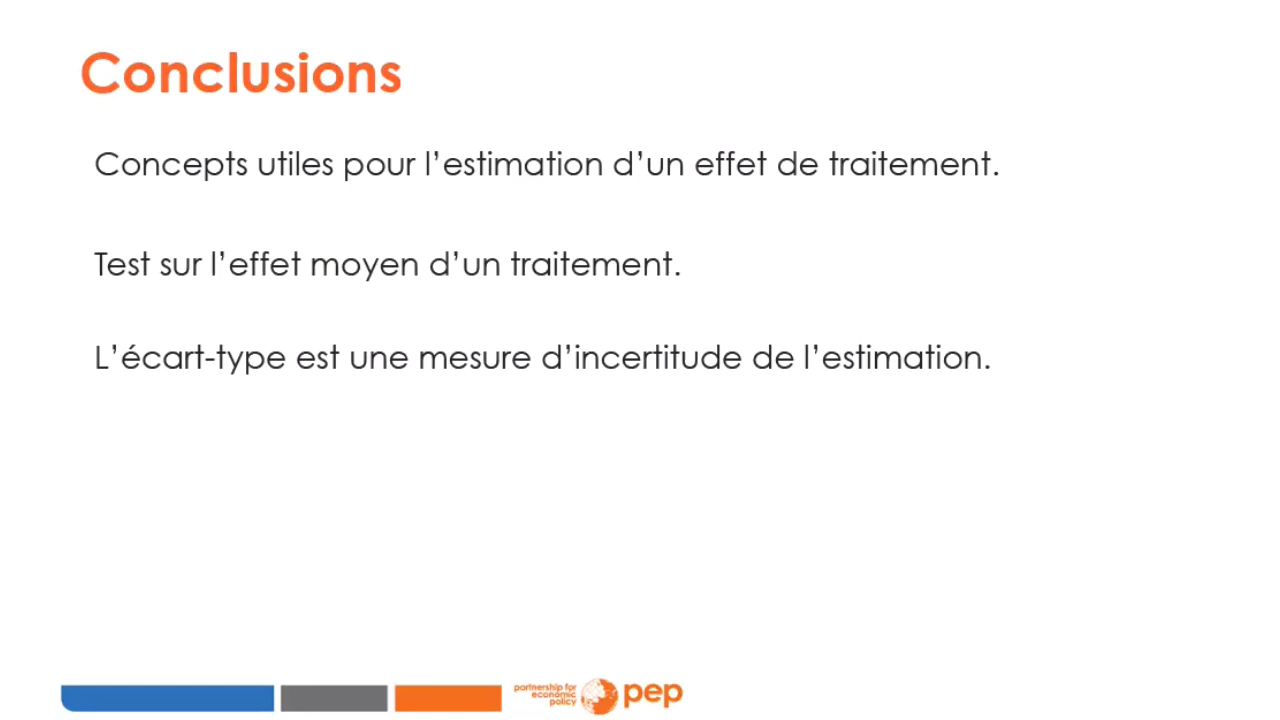 Conclusions
Concepts utiles pour l’estimation d’un effet de traitement.
Test sur l’effet moyen d’un traitement.
L’écart-type est une mesure d’incertitude de l’estimation.
partnership for
economic
policy
pep